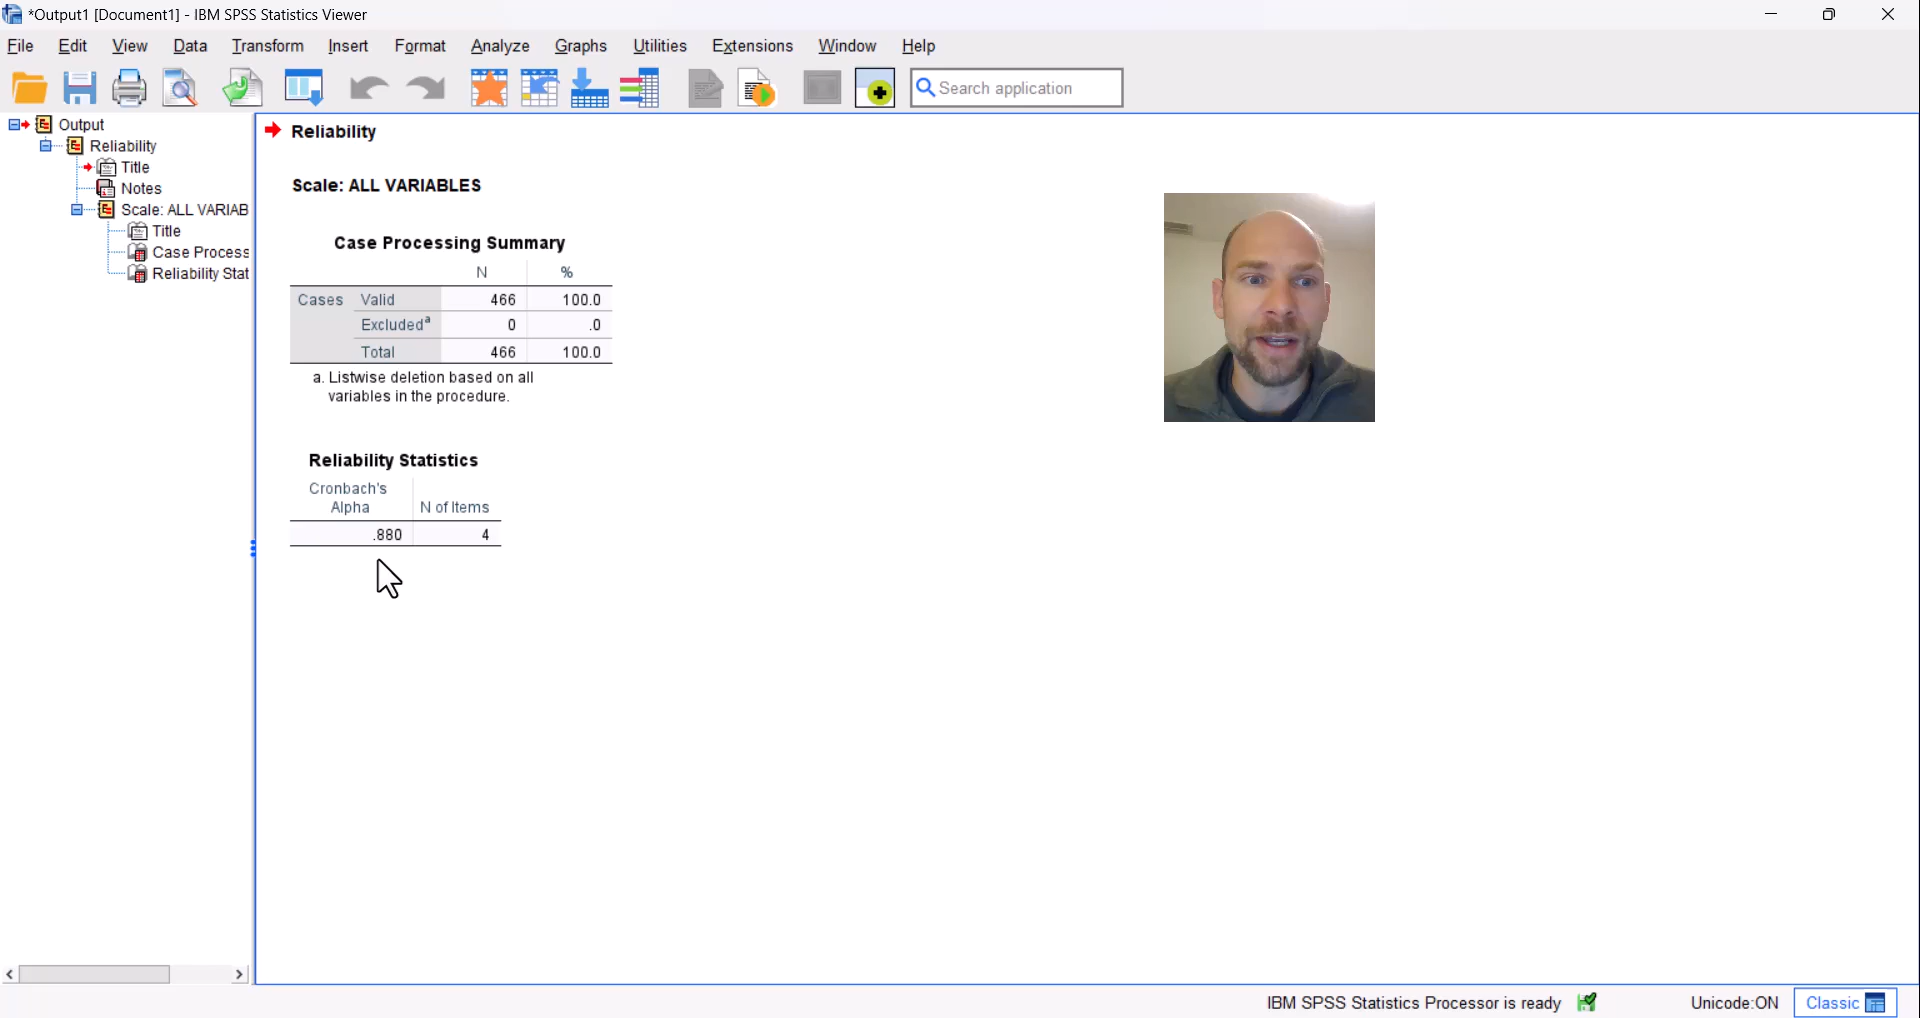 *Output1 [Document1] - IBM SPSS Statistics Viewer
File Edit View Data Transform Insert Format Analyze Graphs Utilities Extensions Window Help
Search application
Output
Reliability
Title
Notes
Scale: ALL VARIAB
Title
Case Process
Reliability Stat
Reliability
Scale: ALL VARIABLES
Case Processing Summary
N %
Cases Valid 466 100.0
Excludedª 0 .0
Total 466 100.0
a. Listwise deletion based on all
variables in the procedure.
Reliability Statistics
Cronbach's
Alpha N of Items
.880 4
IBM SPSS Statistics Processor is ready Unicode:ON Classic